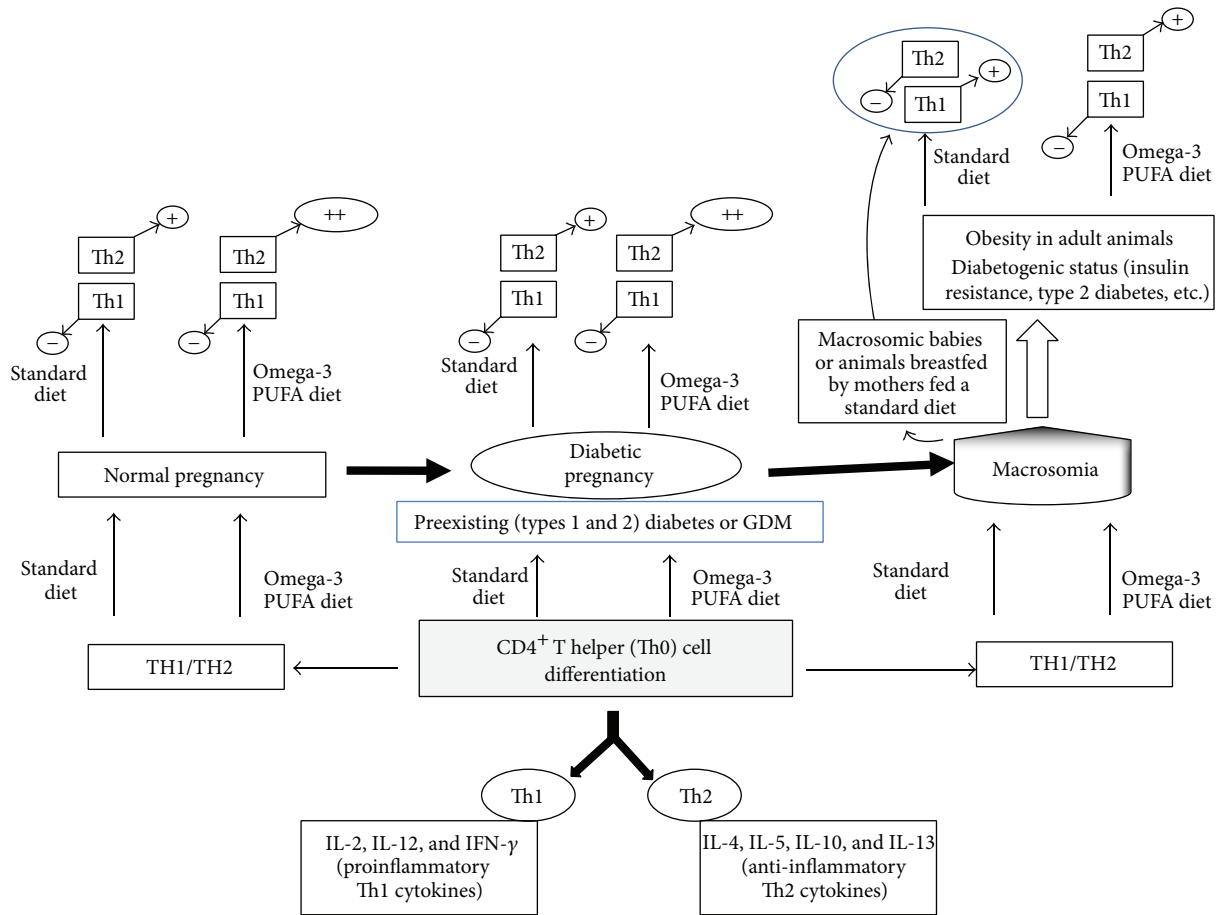 Th2
+
Th1
−
Standard
diet
Th2
++
Th1
−
Omega-3
PUFA diet
Th2
+
Th1
−
Standard
diet
Th2
++
Th1
−
Omega-3
PUFA diet
Th2
−
Th1
+
Standard
diet
Th2
+
Th1
−
Omega-3
PUFA diet
Obesity in adult animals
Diabetogenic status (insulin
resistance, type 2 diabetes, etc.)
Macrosomic babies
or animals breastfed
by mothers fed a
standard diet
Normal pregnancy
Diabetic
pregnancy
Macrosomia
Preexisting (types 1 and 2) diabetes or GDM
Standard
diet
Omega-3
PUFA diet
Standard
diet
Omega-3
PUFA diet
Standard
diet
Omega-3
PUFA diet
TH1/TH2
CD4⁺ T helper (Th0) cell
differentiation
TH1/TH2
Th1
Th2
IL-2, IL-12, and IFN-γ
(proinflammatory
Th1 cytokines)
IL-4, IL-5, IL-10, and IL-13
(anti-inflammatory
Th2 cytokines)